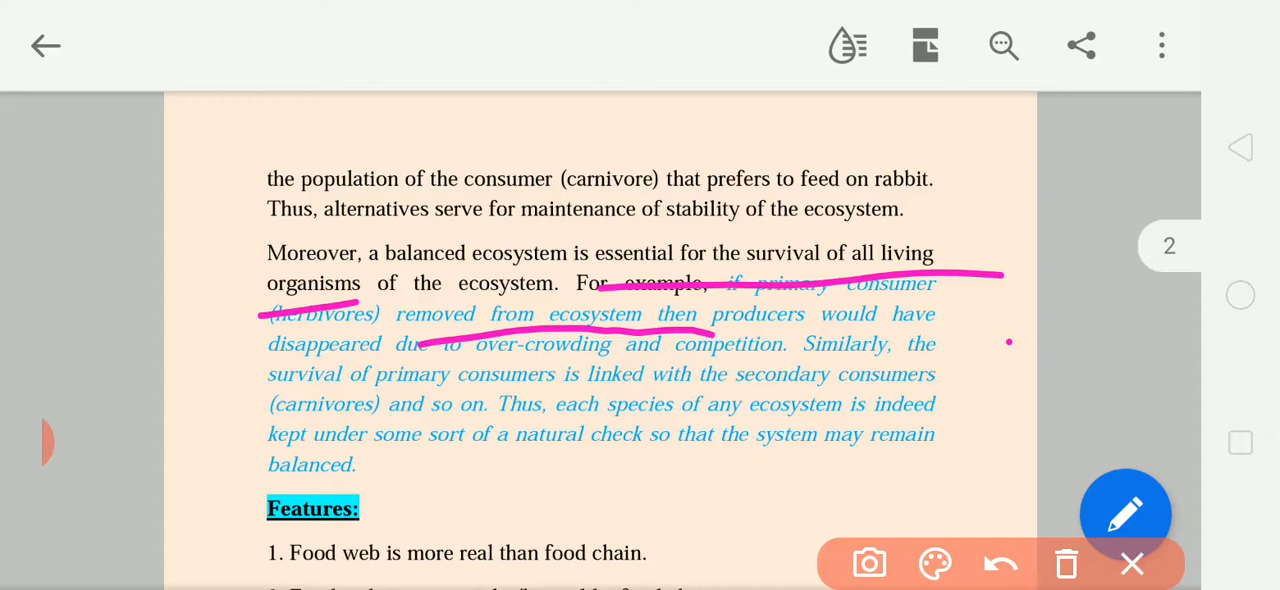 the population of the consumer (carnivore) that prefers to feed on rabbit.
Thus, alternatives serve for maintenance of stability of the ecosystem.
2
Moreover, a balanced ecosystem is essential for the survival of all living
organisms of the ecosystem. For example, if primary consumer
(herbivores) removed from ecosystem then producers would have
disappeared due to over-crowding and competition. Similarly, the
survival of primary consumers is linked with the secondary consumers
(carnivores) and so on. Thus, each species of any ecosystem is indeed
kept under some sort of a natural check so that the system may remain
balanced.
Features:
1. Food web is more real than food chain.